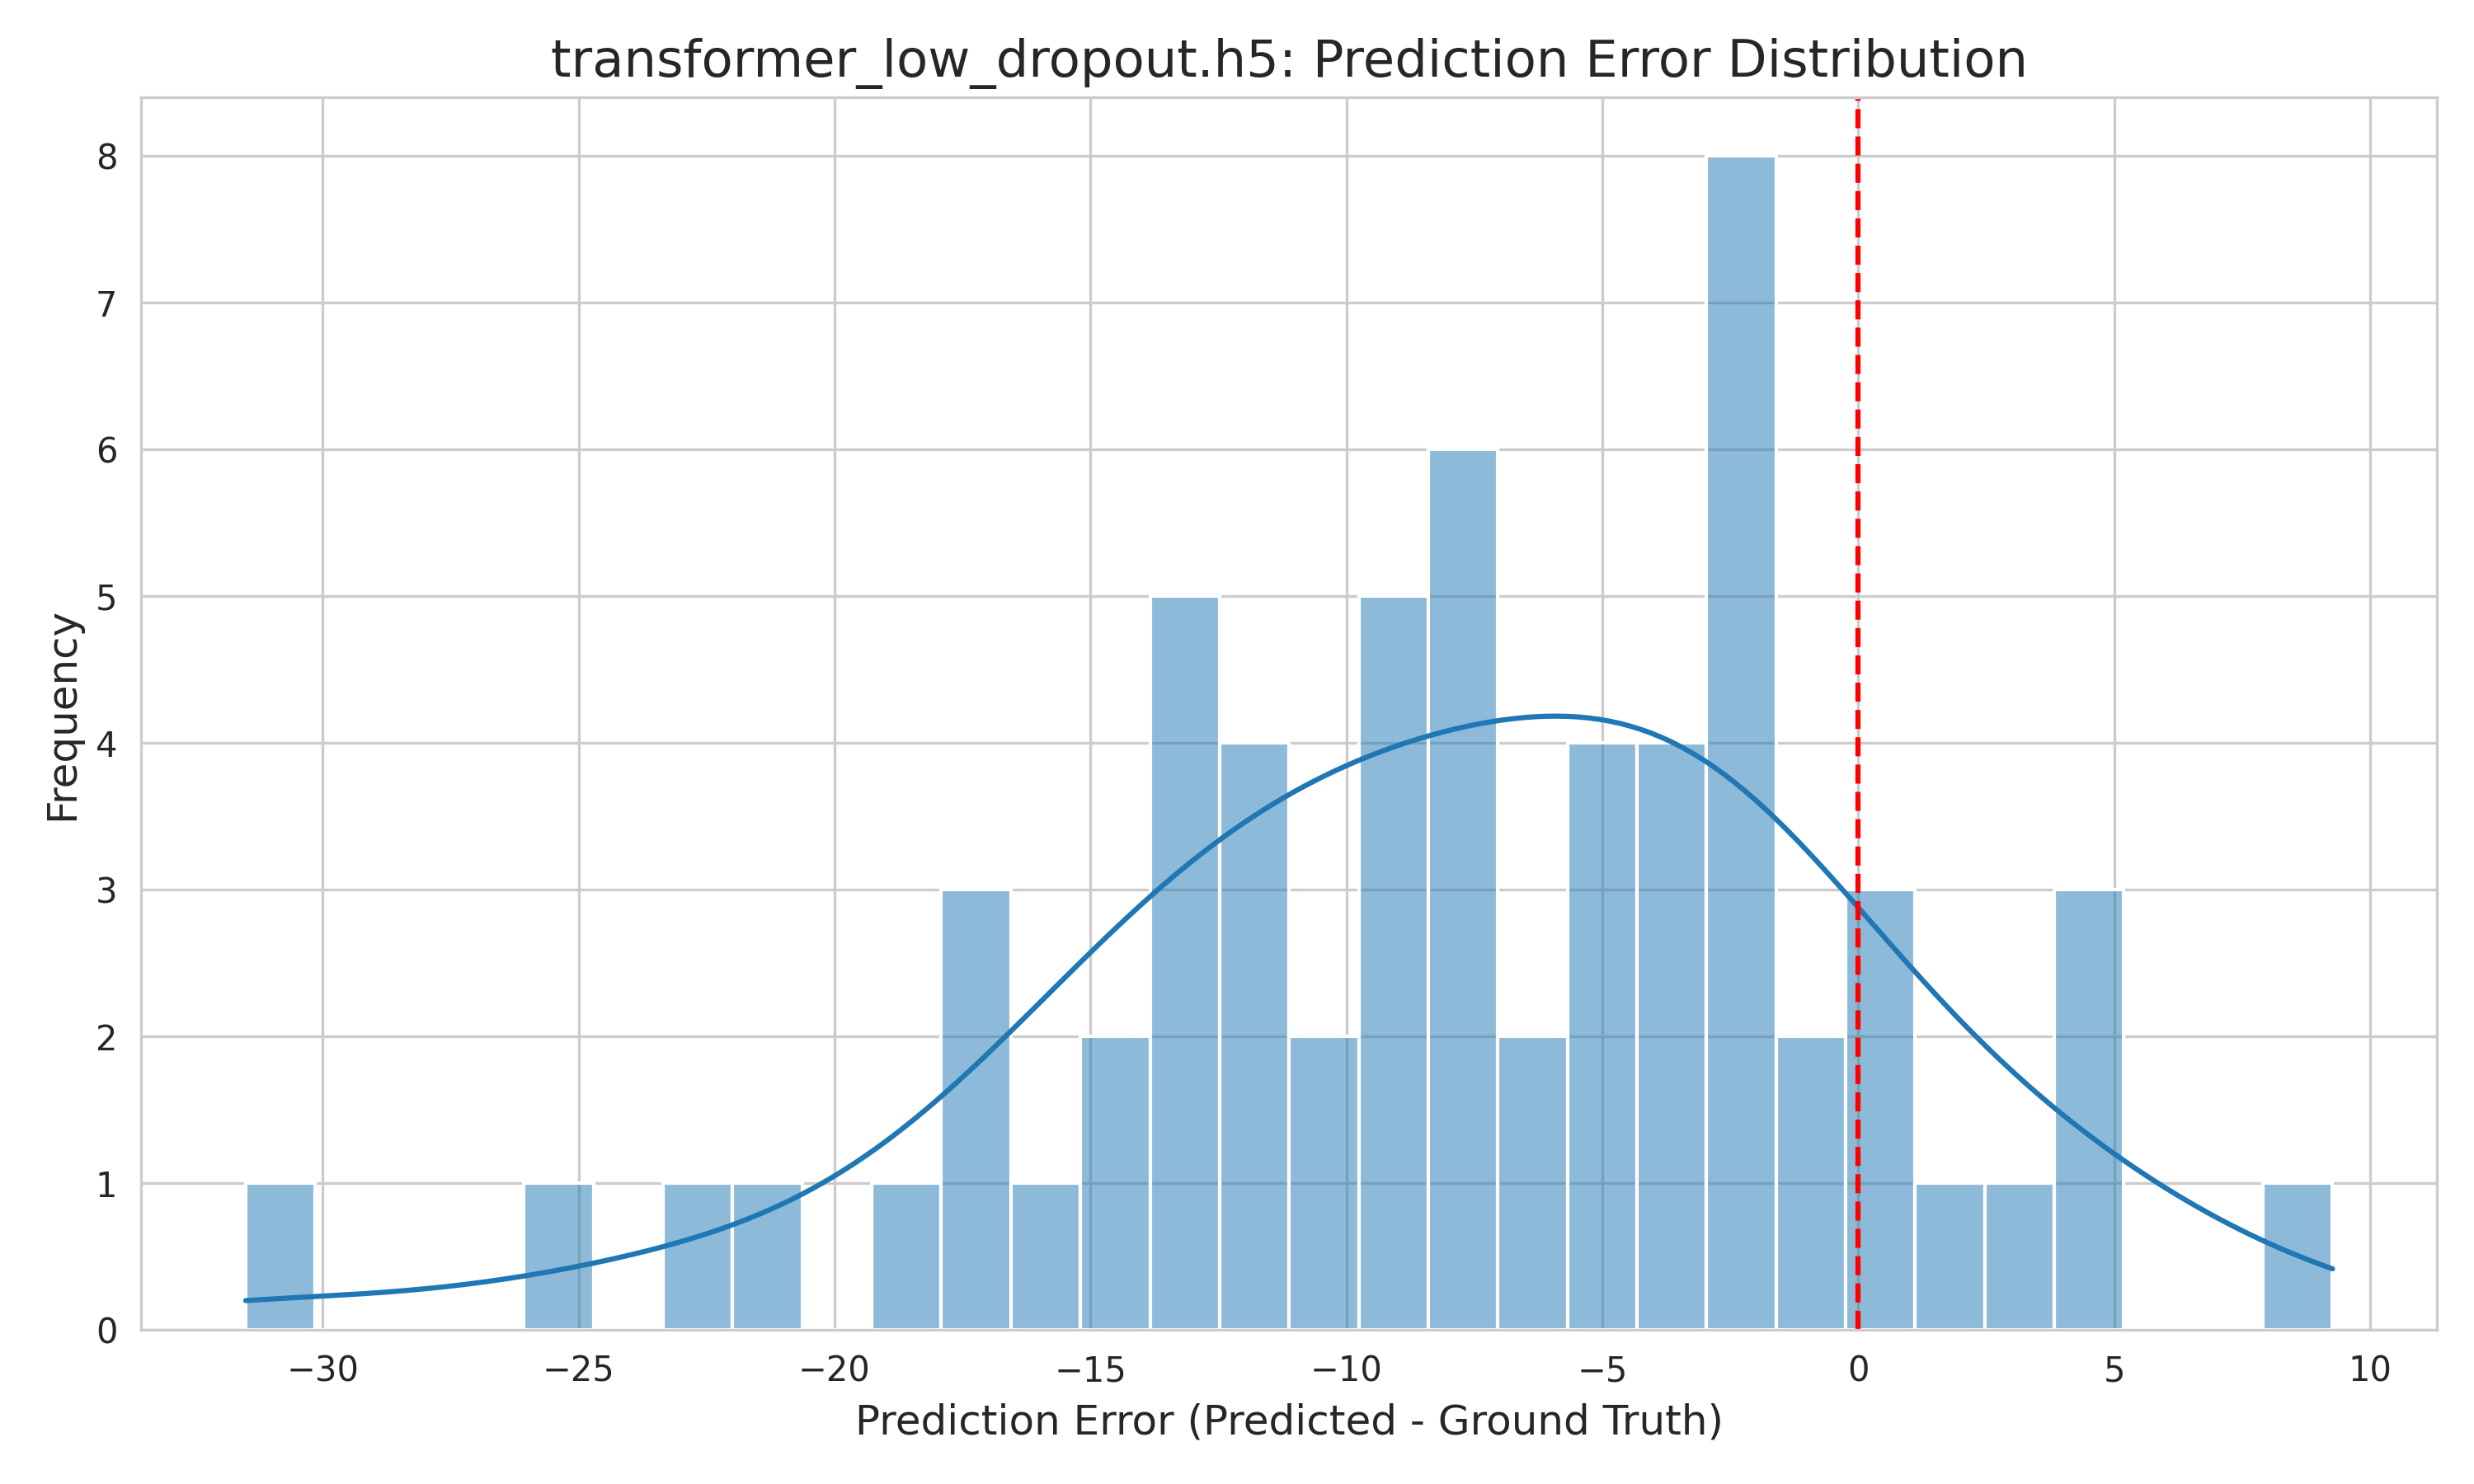 transformer_low_dropout.h5: Prediction Error Distribution
Frequency
8
7
6
5
4
3
2
1
0
−30 −25 −20 −15 −10 −5 0 5 10
Prediction Error (Predicted - Ground Truth)